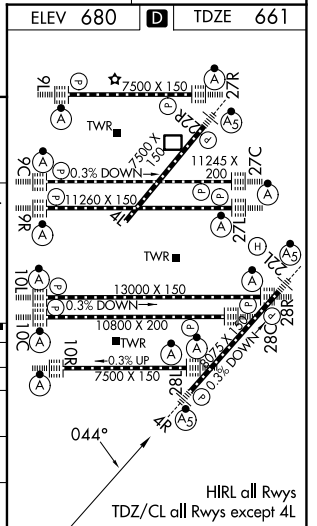 ELEV 680 D TDZE 661
9L P 7500 X 150 P A 27R
A
TWR
22R A5
P
7500 X 150
A
9C P 0.3% DOWN 11245 X 200 27C
A
9R P 11260 X 150 P P 27L
A A
4L
TWR
H
22L A5
A
10L P 13000 X 150 A P 28R
0.3% DOWN
10C P 10800 X 200 P 28C
A
TWR
A A
10R 0.3% UP 28L
7500 X 150
A
8075 X 150
0.3% DOWN
P
4R A5
044°
HIRL all Rwys
TDZ/CL all Rwys except 4L